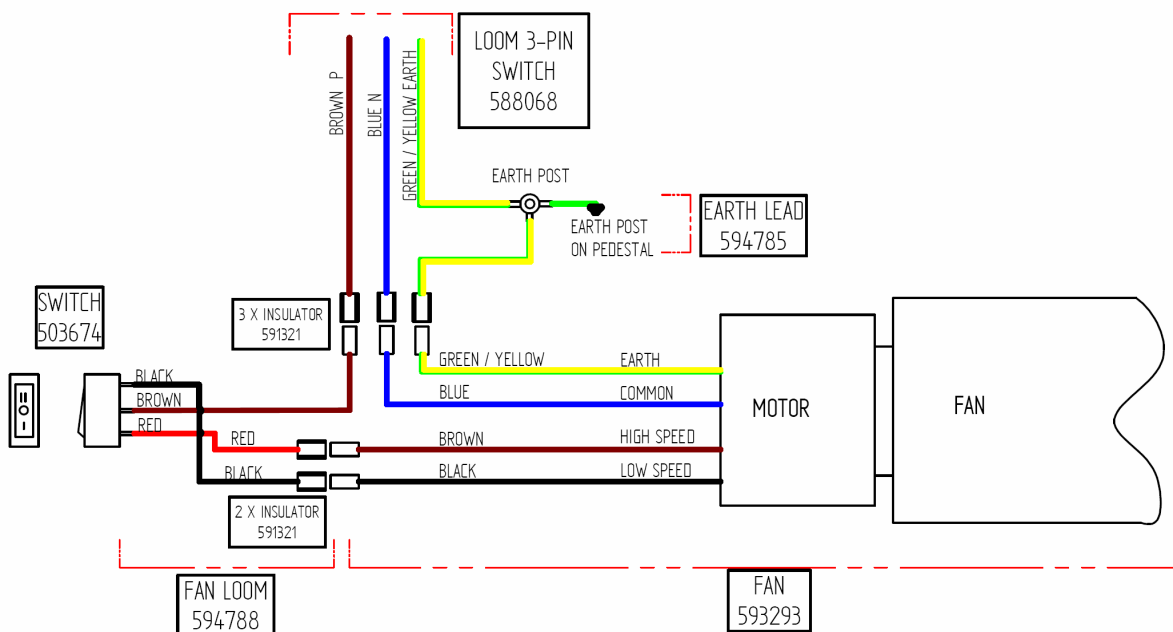 LOOM 3-PIN
SWITCH
588068
BROWN P
BLUE N
GREEN / YELLOW EARTH
EARTH POST
EARTH POST
ON PEDESTAL
EARTH LEAD
594785
SWITCH
503674
3 X INSULATOR
591321
BLACK
BROWN
RED
GREEN / YELLOW
EARTH
BLUE
COMMON
MOTOR
FAN
RED
BROWN
HIGH SPEED
BLACK
BLACK
LOW SPEED
2 X INSULATOR
591321
FAN LOOM
594788
FAN
593293
- O =